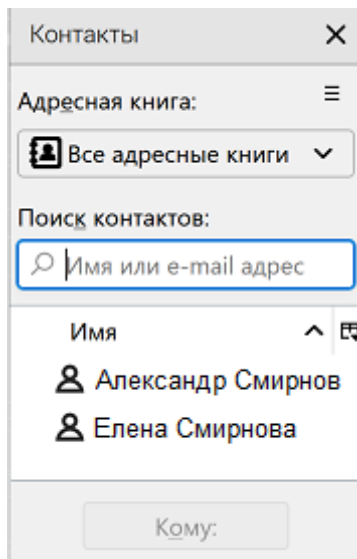 Контакты
Адресная книга:
Все адресные книги
Поиск контактов:
Имя или e-mail адрес
Имя
Александр Смирнов
Елена Смирнова
Кому: